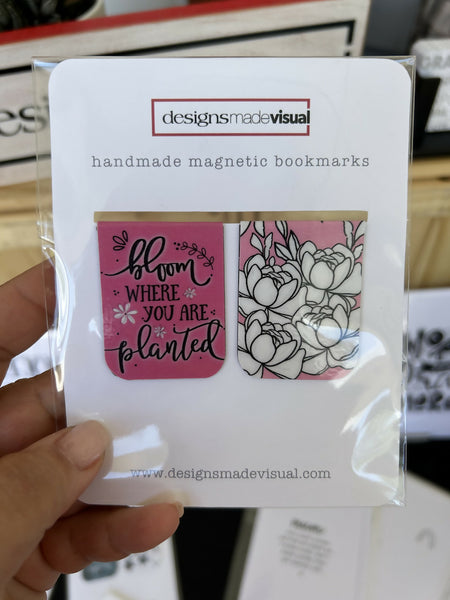 designsmadevisual
handmade magnetic bookmarks
bloom
WHERE
YOU ARE
planted
www.designsmadevisual.com